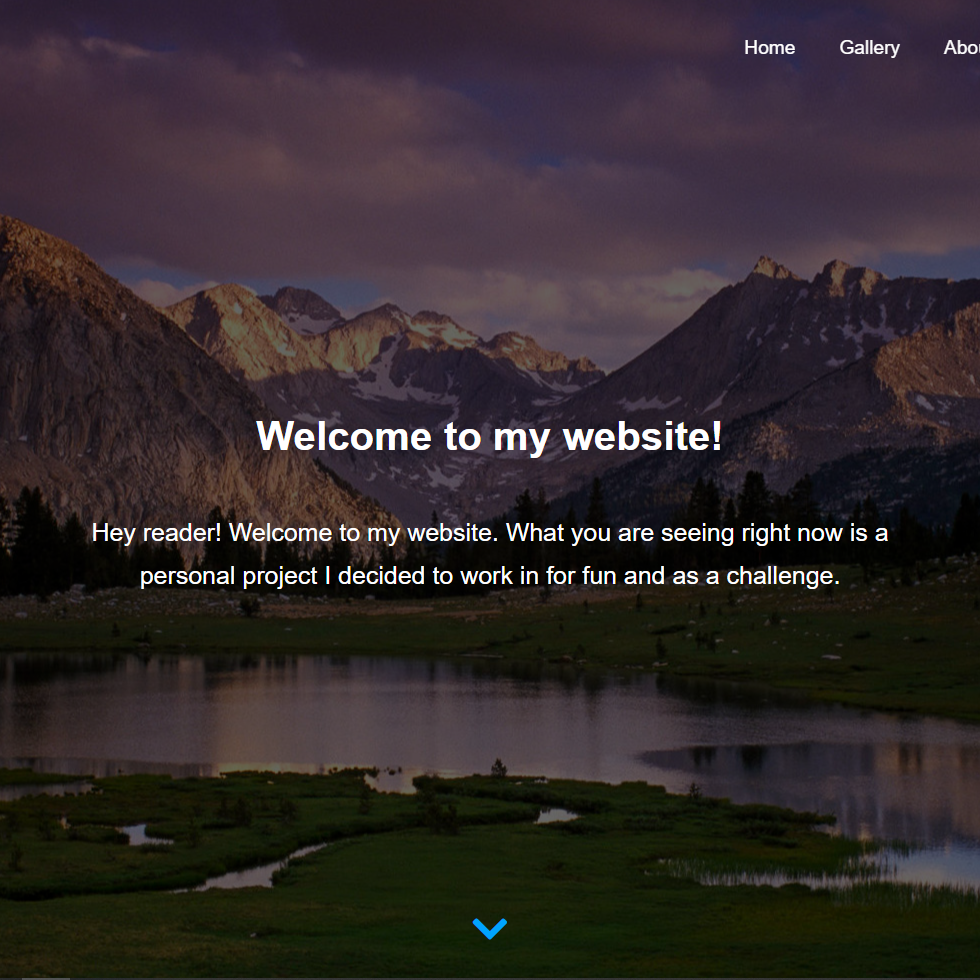 Home Gallery Abou
Welcome to my website!
Hey reader! Welcome to my website. What you are seeing right now is a
personal project I decided to work in for fun and as a challenge.